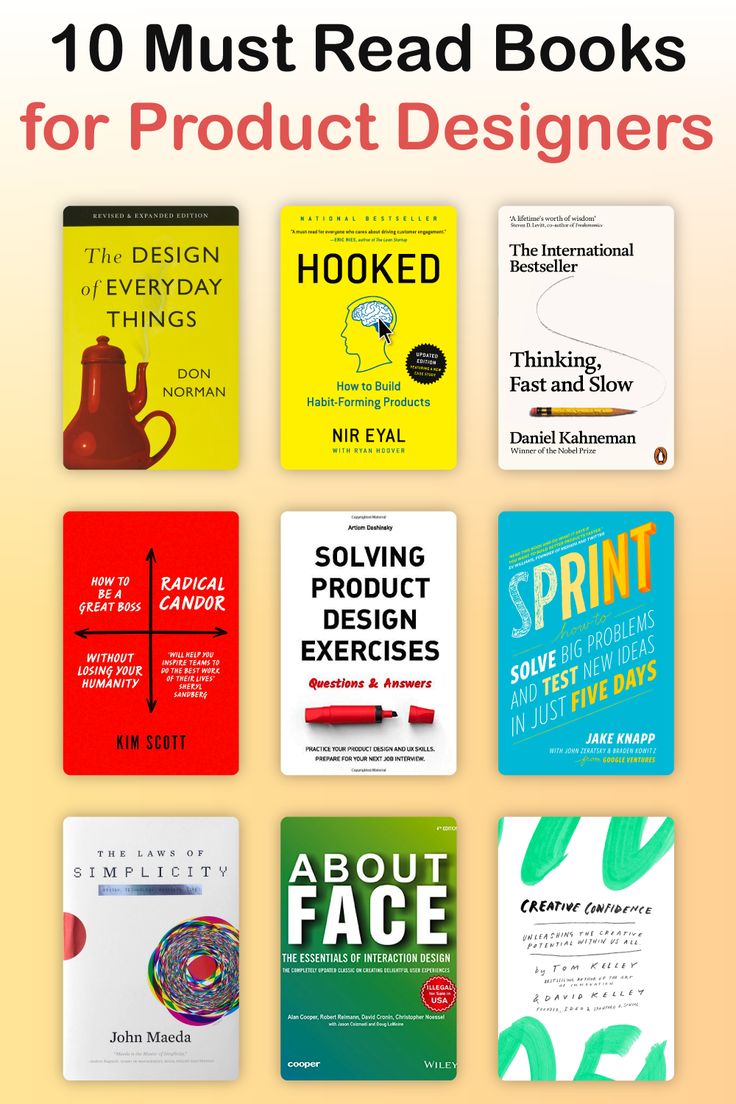 10 Must Read Books
for Product Designers
REVISED & EXPANDED EDITION
The DESIGN
of EVERYDAY
THINGS
DON
NORMAN
NATIONAL BESTSELLER
"A must read for everyone who cares about driving customer engagement."
—ERIC RIES, author of The Lean Startup
HOOKED
UPDATED
EDITION
FEATURING A NEW
CASE STUDY
How to Build
Habit-Forming Products
NIR EYAL
WITH RYAN HOOVER
'A lifetime's worth of wisdom'
Steven D. Levitt, co-author of Freakonomics
The International
Bestseller
Thinking,
Fast and Slow
Daniel Kahneman
Winner of the Nobel Prize
HOW TO
BE A
GREAT BOSS
RADICAL
CANDOR
WITHOUT
LOSING YOUR
HUMANITY
'WILL HELP YOU
INSPIRE TEAMS TO
DO THE BEST WORK
OF THEIR LIVES'
SHERYL
SANDBERG
KIM SCOTT
Copyrighted Material
Artiom Dashinsky
SOLVING
PRODUCT
DESIGN
EXERCISES
Questions & Answers
PRACTICE YOUR PRODUCT DESIGN AND UX SKILLS.
PREPARE FOR YOUR NEXT JOB INTERVIEW.
Copyrighted Material
SPRINT
how to
SOLVE BIG PROBLEMS
AND TEST NEW IDEAS
IN JUST FIVE DAYS
JAKE KNAPP
WITH JOHN ZERATSKY & BRADEN KOWITZ
from GOOGLE VENTURES
THE LAWS OF
SIMPLICITY
John Maeda
4TH EDITION
ABOUT
FACE
THE ESSENTIALS OF INTERACTION DESIGN
THE COMPLETELY UPDATED CLASSIC ON CREATING DELIGHTFUL USER EXPERIENCES
ILLEGAL
for Sale in
USA
Alan Cooper, Robert Reimann, David Cronin, Christopher Noessel
with Jason Csizmadi and Doug LeMoine
cooper
WILEY
CREATIVE CONFIDENCE
UNLEASHING THE CREATIVE
POTENTIAL WITHIN US ALL.
by TOM KELLEY
BESTSELLING AUTHOR OF THE ART
OF INNOVATION
& DAVID KELLEY